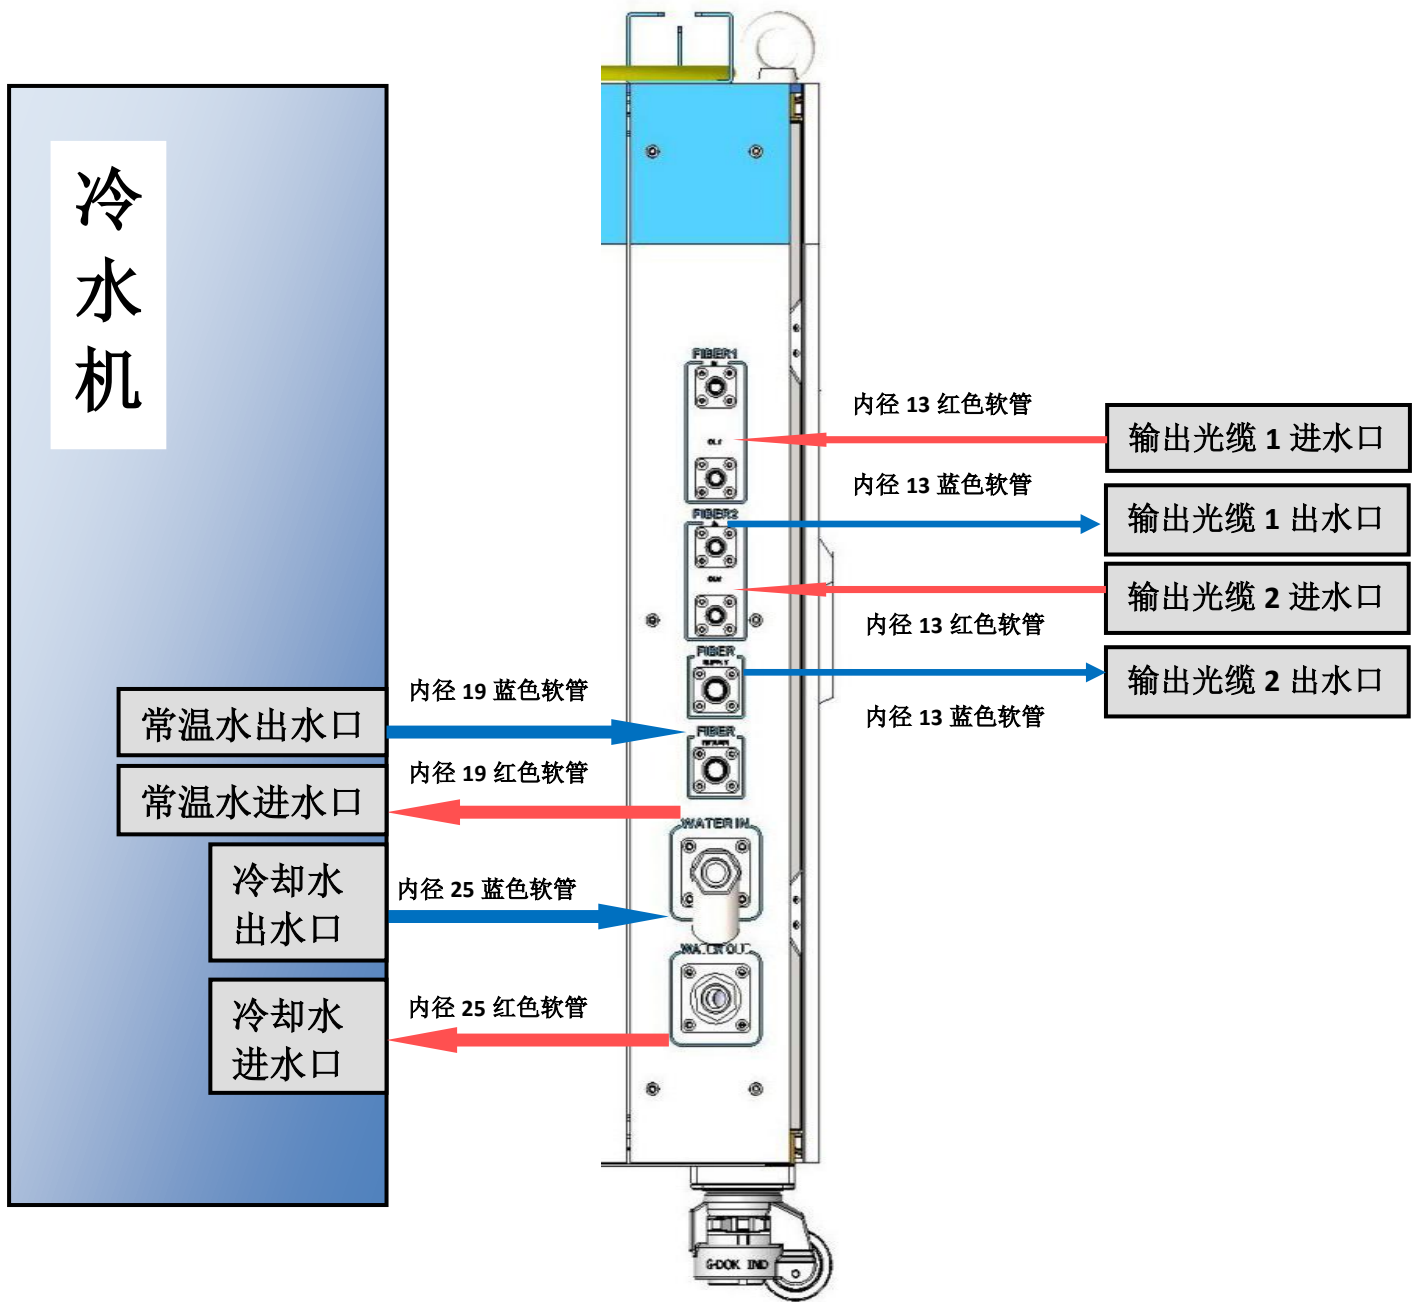 冷
水
机
FIBER1
IN
内径 13 红色软管
输出光缆 1 进水口
内径 13 蓝色软管
FIBER2
输出光缆 1 出水口
输出光缆 2 进水口
内径 13 红色软管
FIBER
SUPPLY
输出光缆 2 出水口
内径 19 蓝色软管
内径 13 蓝色软管
常温水出水口
FIBER
内径 19 红色软管
常温水进水口
WATER IN
冷却水
出水口
内径 25 蓝色软管
WATER OUT
冷却水
进水口
内径 25 红色软管
G-DOK IND